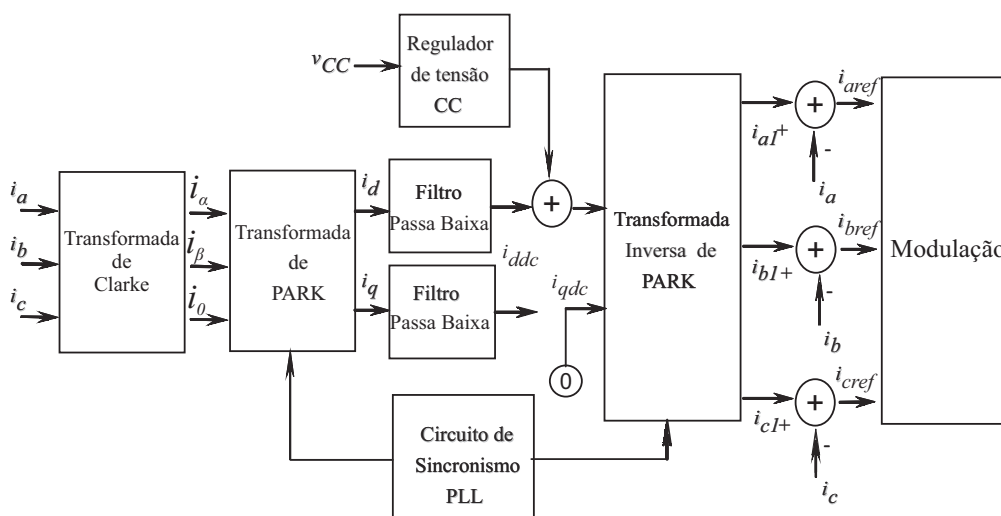 v_CC
Regulador
de tensão
CC
i_a
i_b
i_c
Transformada
de
Clarke
i_α
i_β
i_0
Transformada
de
PARK
i_d
i_q
Filtro
Passa Baixa
Filtro
Passa Baixa
+
i_ddc
i_qdc
0
Circuito de
Sincronismo
PLL
Transformada
Inversa de
PARK
i_a1+
i_b1+
i_c1+
+
-
i_a
i_aref
+
-
i_b
i_bref
+
-
i_c
i_cref
Modulação